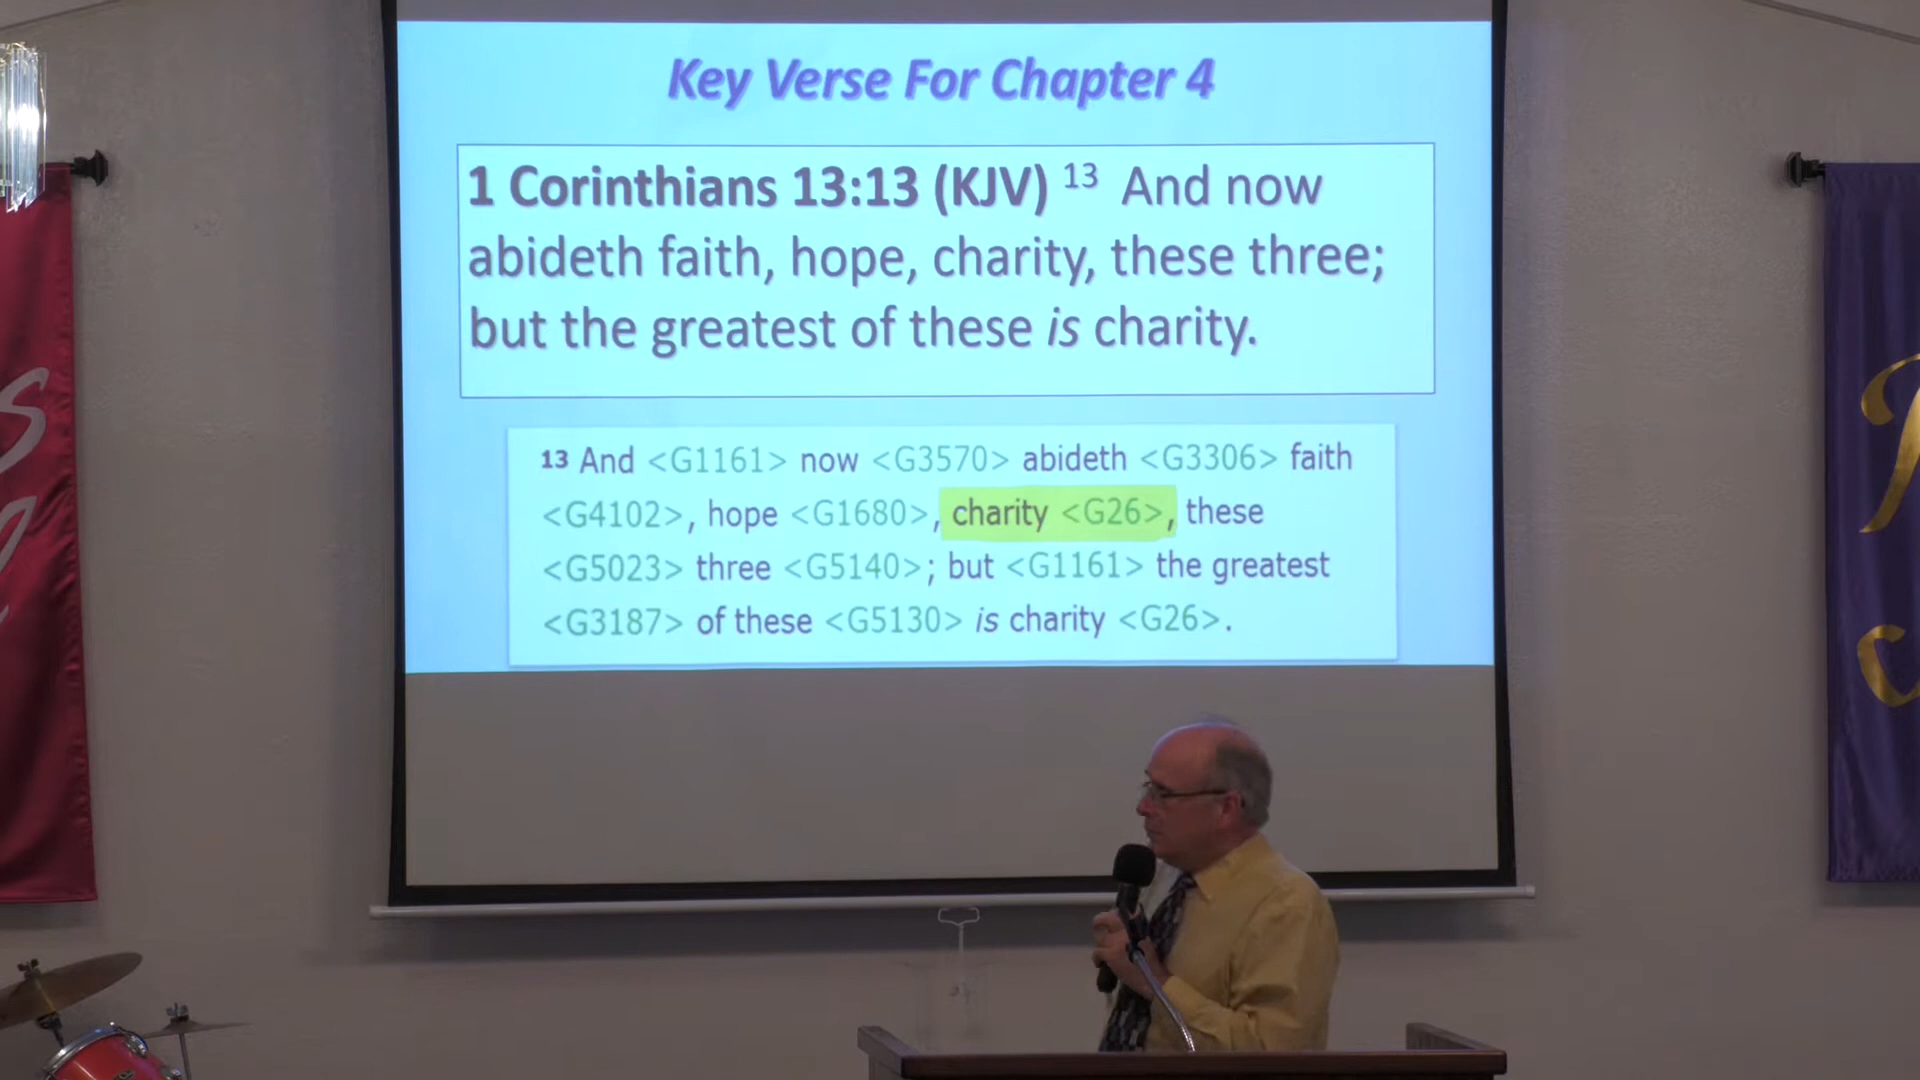 Key Verse For Chapter 4
1 Corinthians 13:13 (KJV) 13 And now
abideth faith, hope, charity, these three;
but the greatest of these is charity.
13 And <G1161> now <G3570> abideth <G3306> faith
<G4102>, hope <G1680>, charity <G26>, these
<G5023> three <G5140>; but <G1161> the greatest
<G3187> of these <G5130> is charity <G26>.